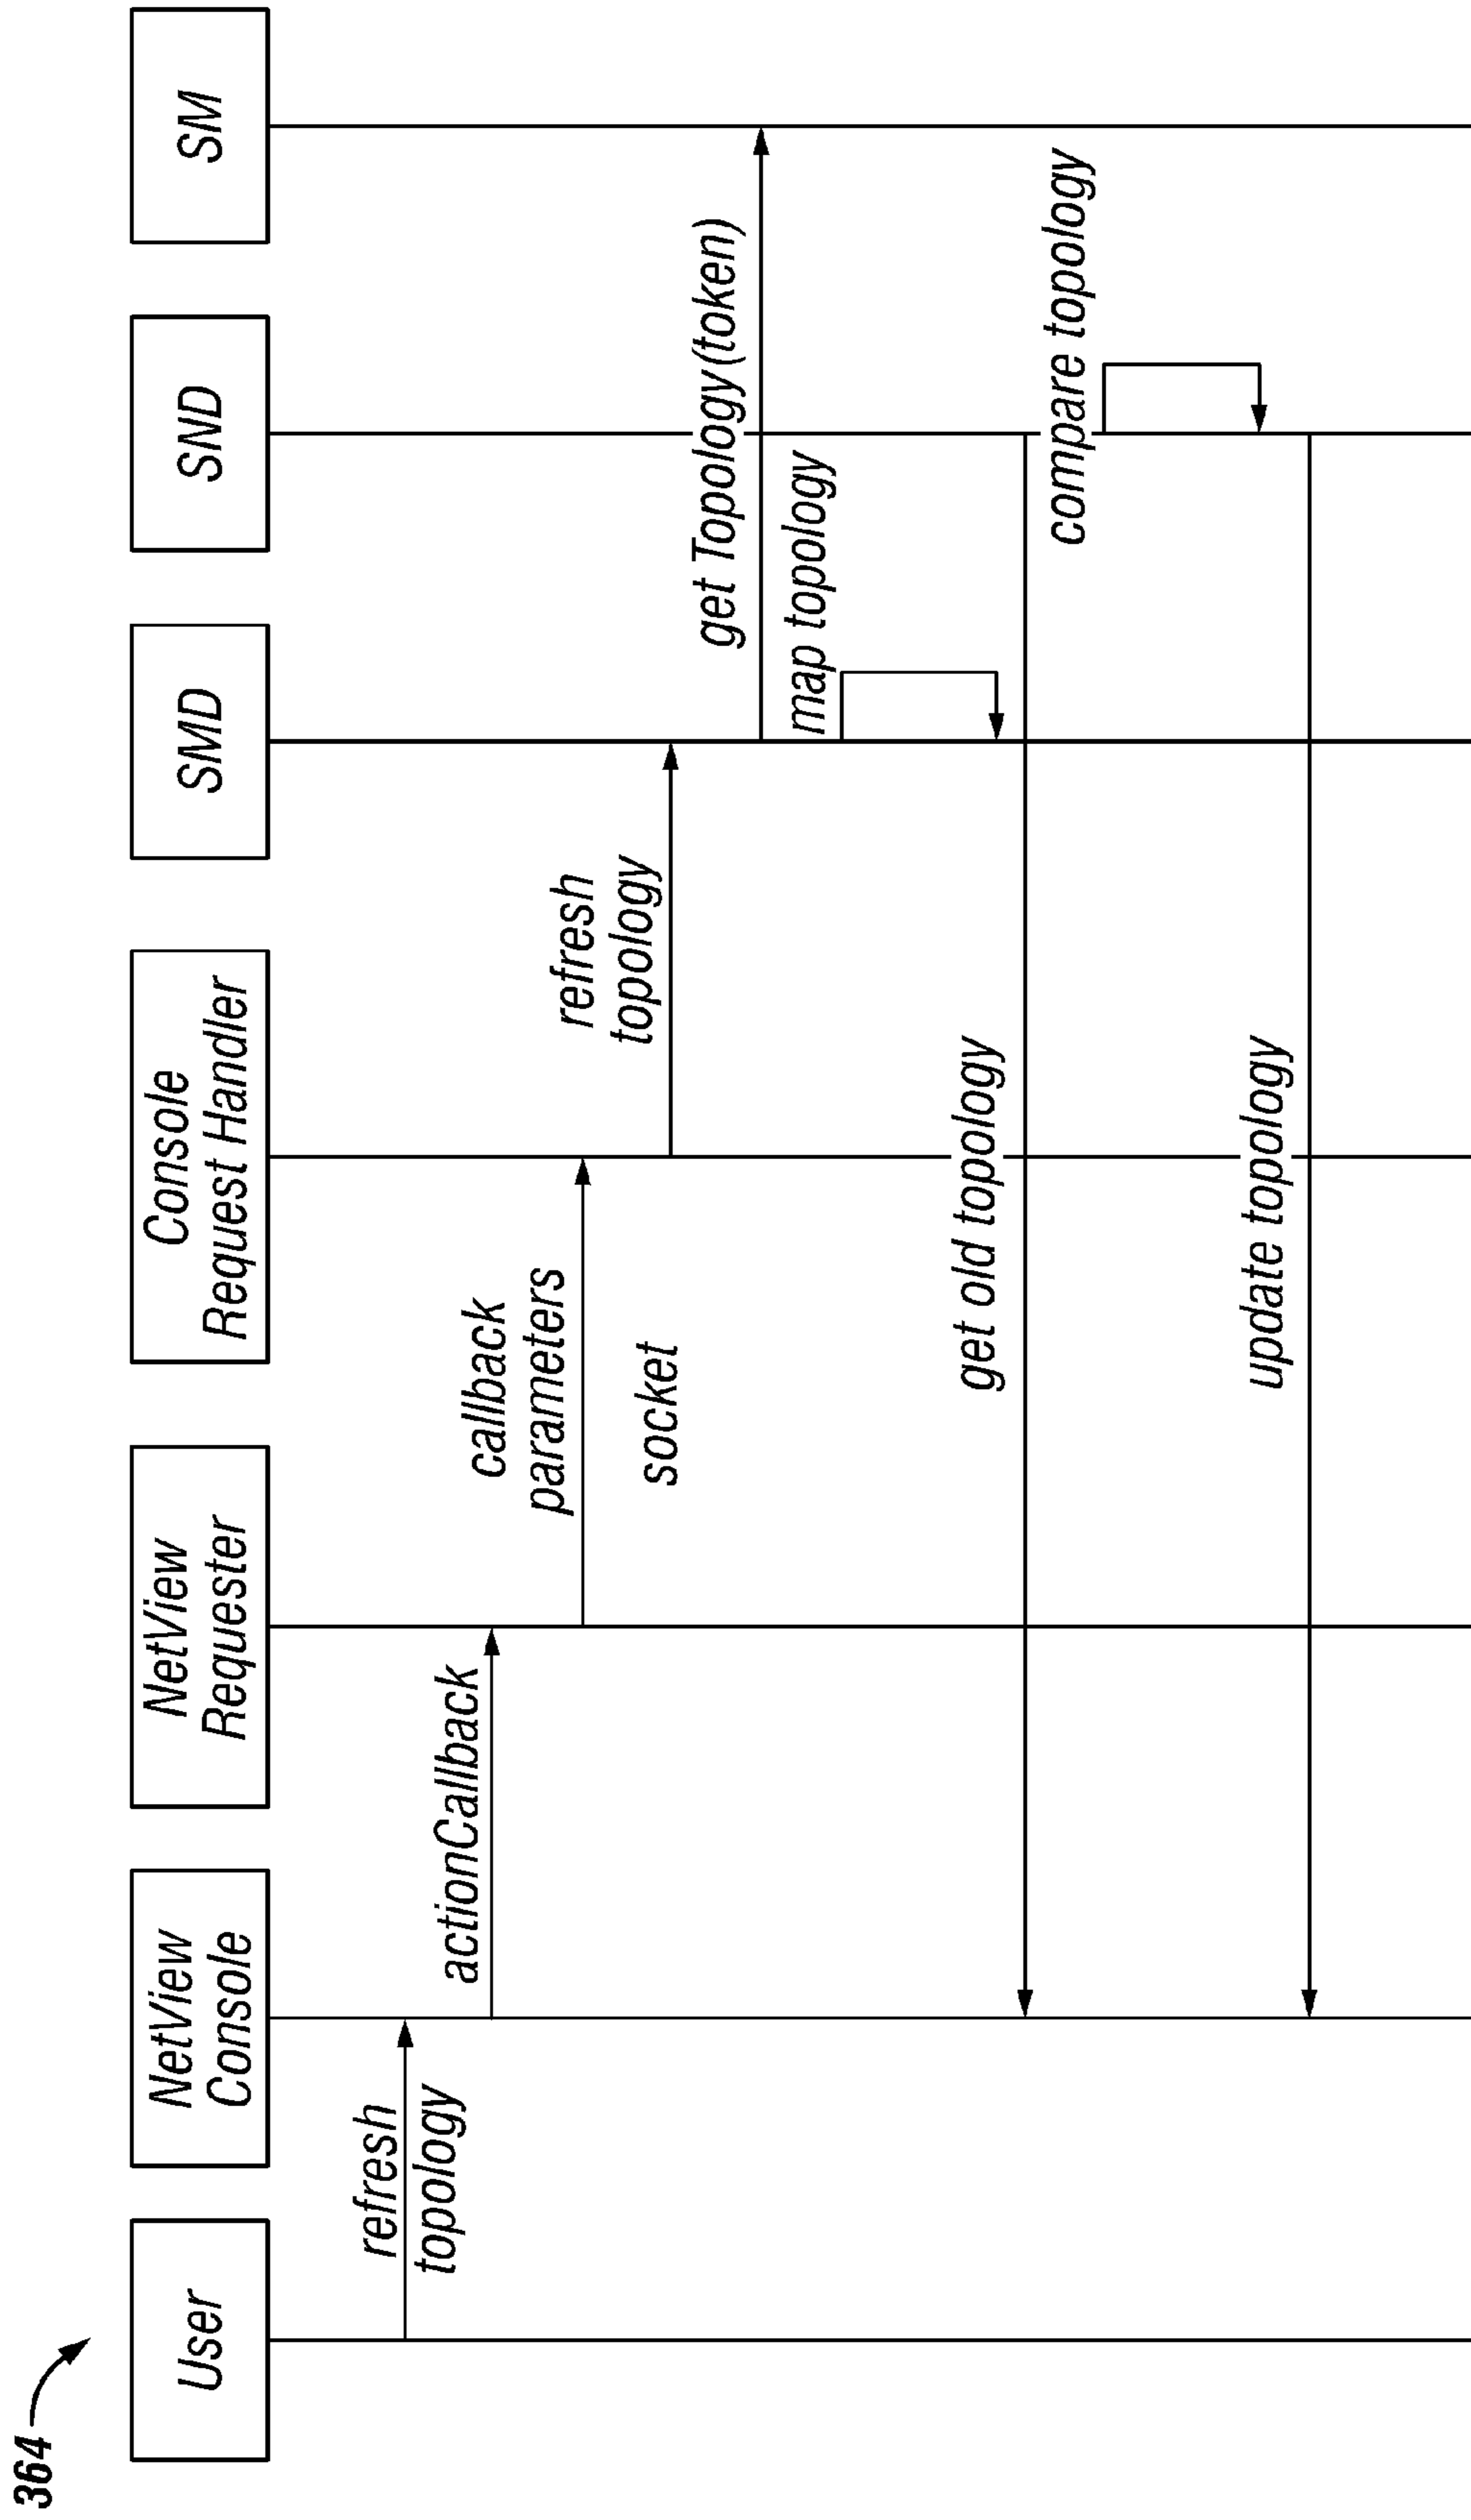 364
User
NetView
Console
NetView
Requester
Console
Request Handler
SMD
SND
SM
refresh
topology
actionCallback
callback
parameters
socket
refresh
topology
get Topology(token)
map topology
get old topology
compare topology
update topology